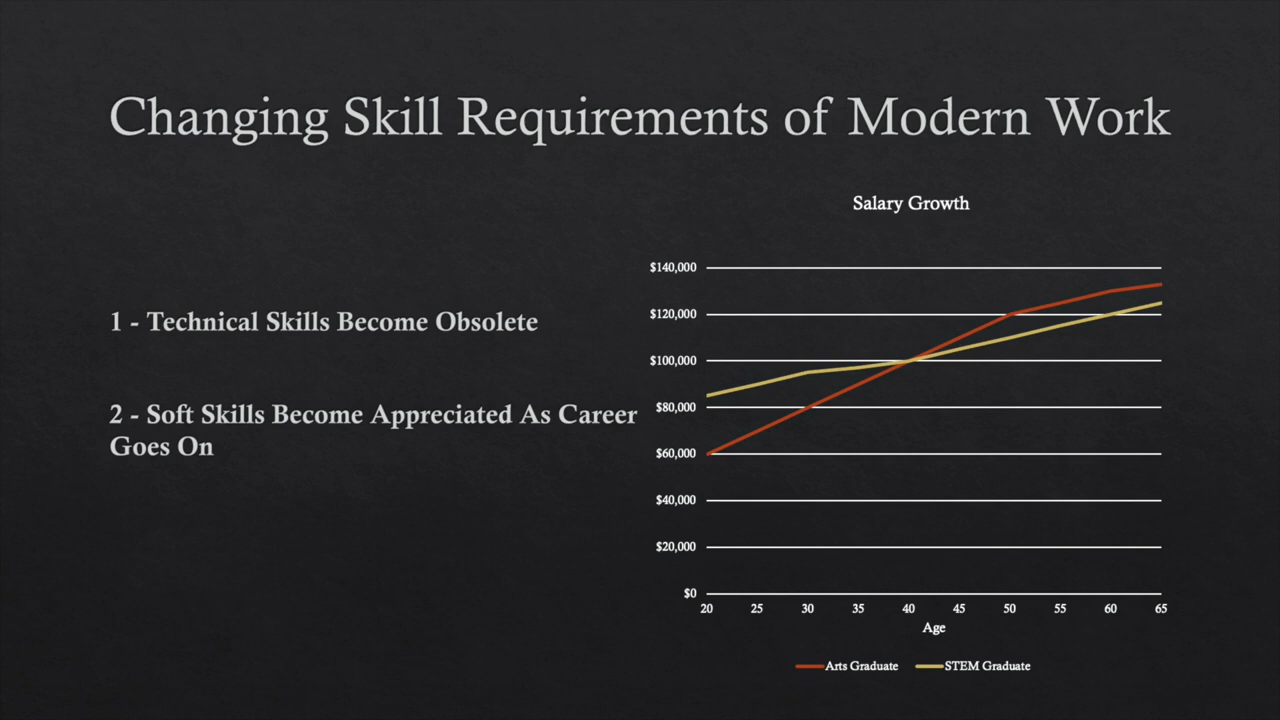 Changing Skill Requirements of Modern Work
1 - Technical Skills Become Obsolete
2 - Soft Skills Become Appreciated As Career
Goes On
Salary Growth
$140,000
$120,000
$100,000
$80,000
$60,000
$40,000
$20,000
$0
20 25 30 35 40 45 50 55 60 65
Age
Arts Graduate STEM Graduate